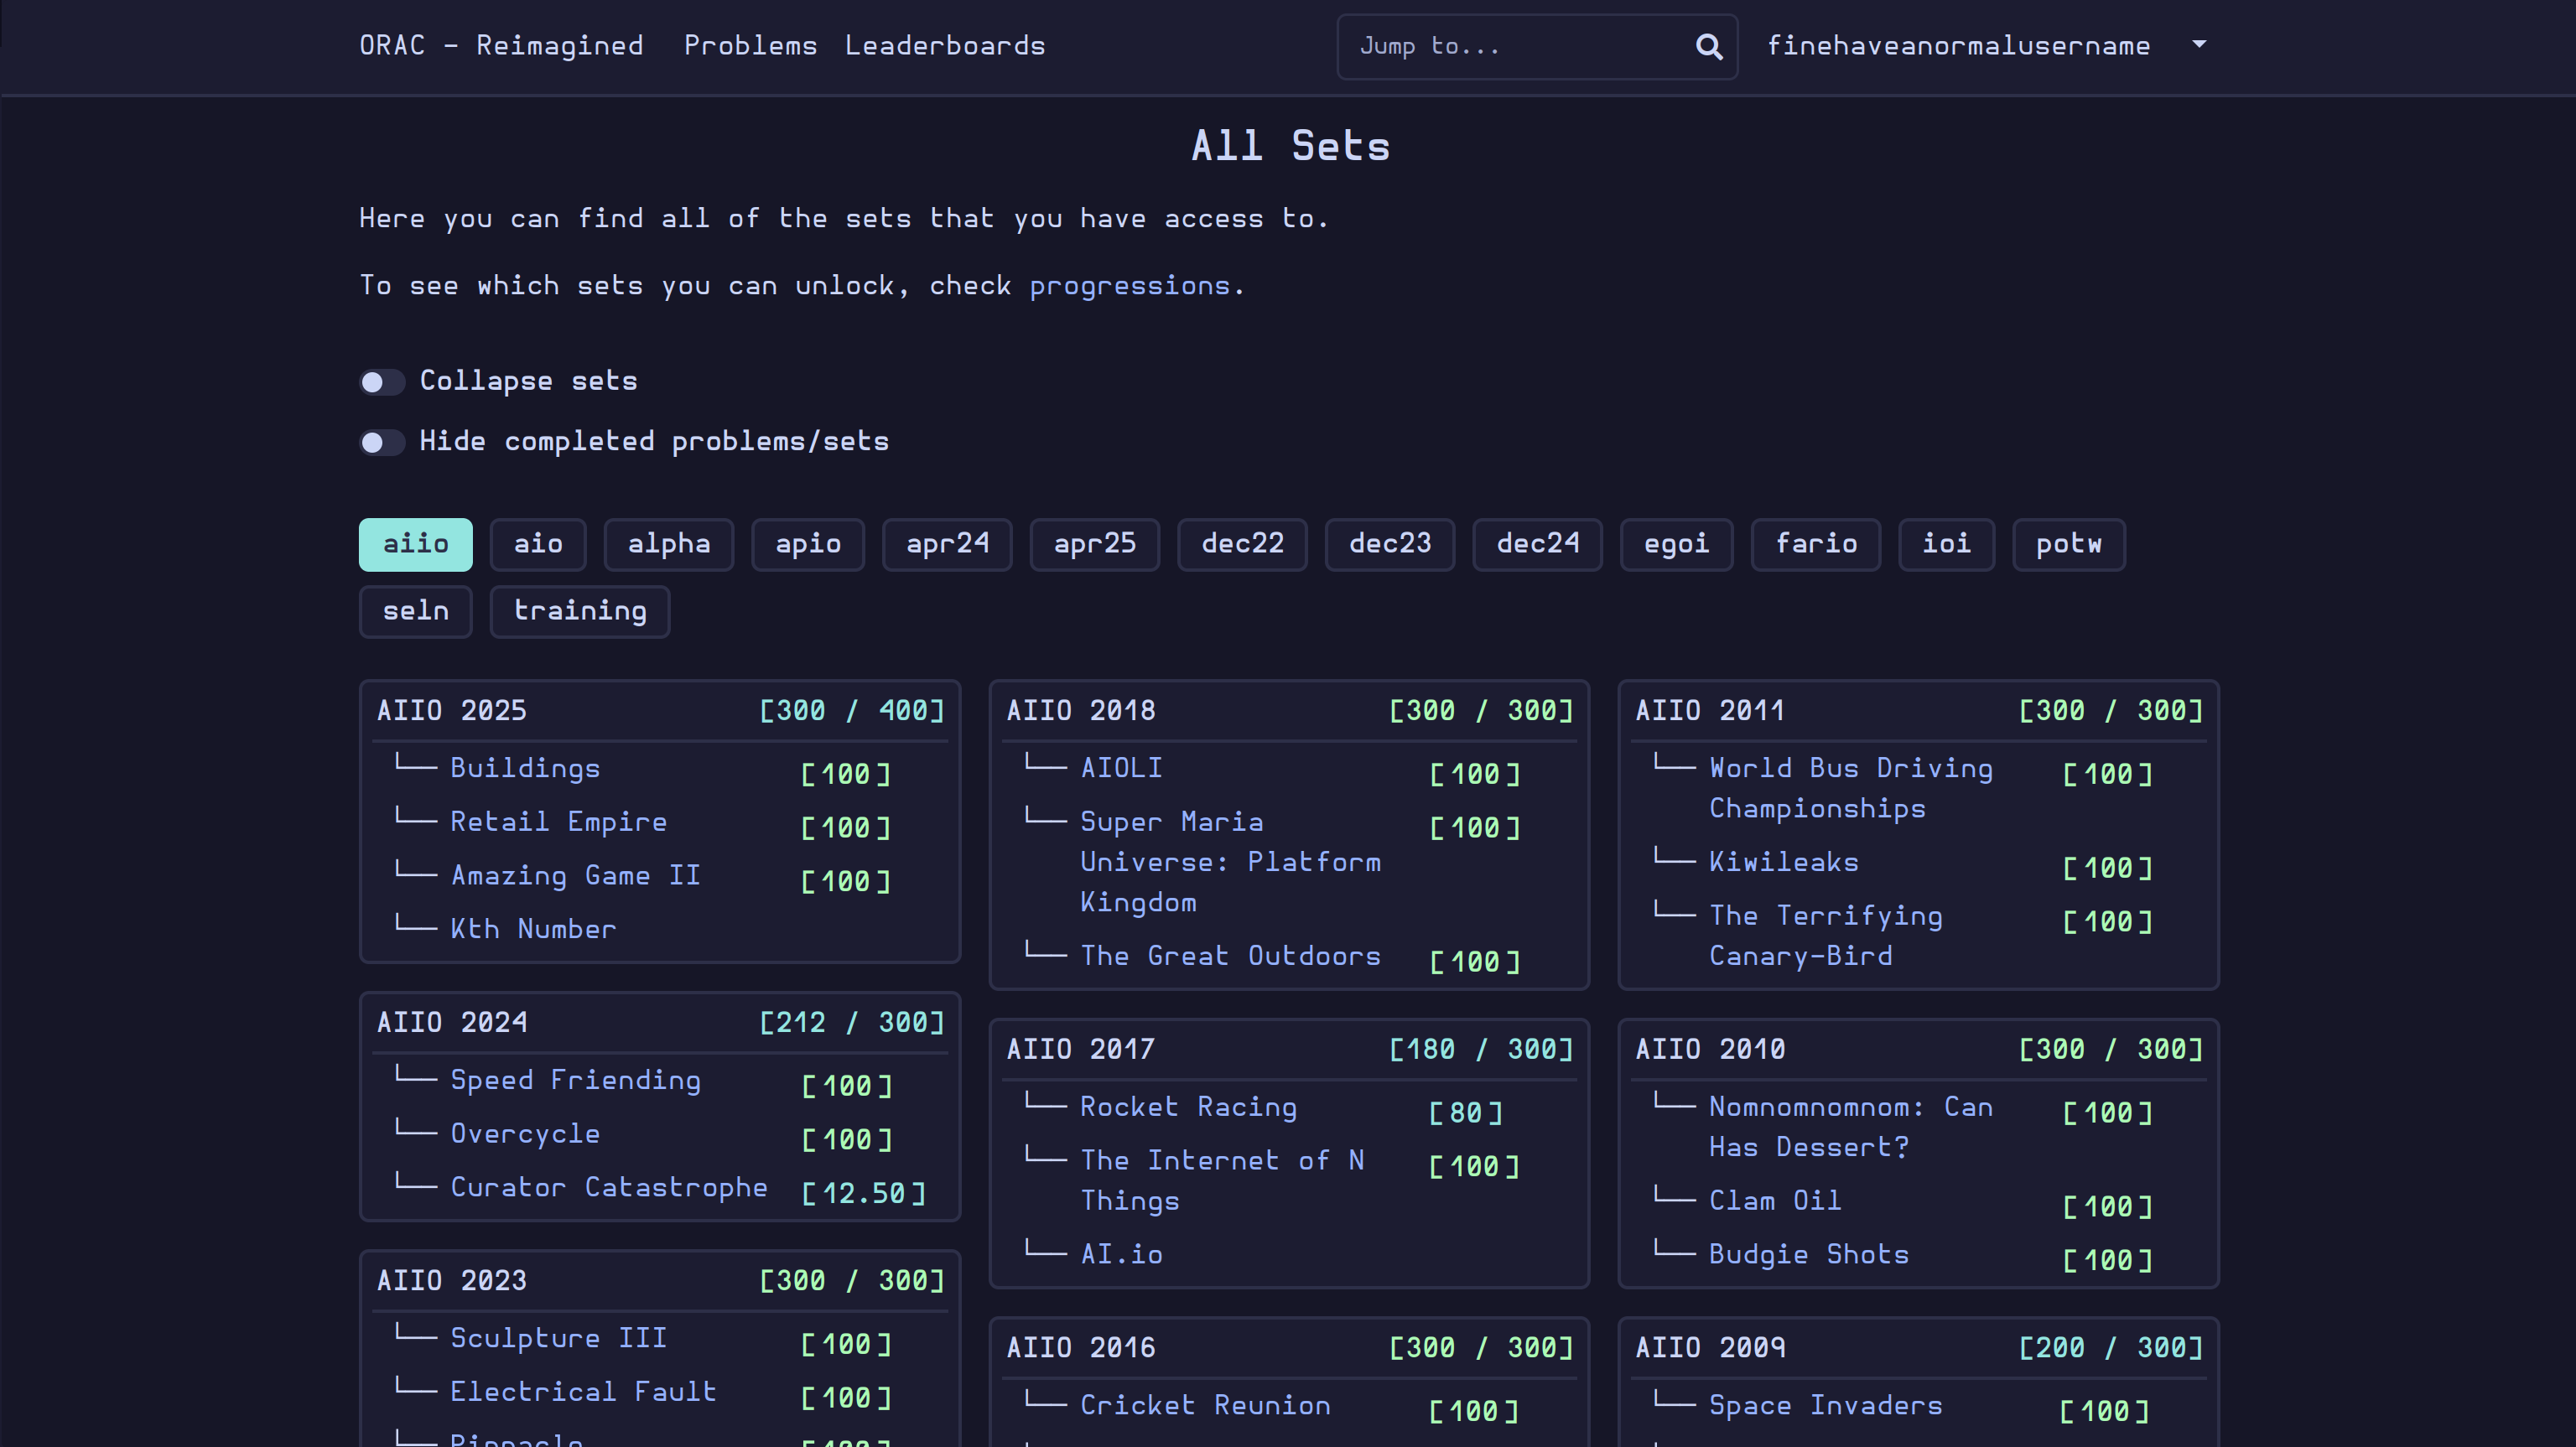 ORAC - Reimagined Problems Leaderboards Jump to... finehaveanormalusername
All Sets
Here you can find all of the sets that you have access to.
To see which sets you can unlock, check progressions.
Collapse sets
Hide completed problems/sets
aiio aio alpha apio apr24 apr25 dec22 dec23 dec24 egoi fario ioi potw
seln training
AIIO 2025 [300 / 400]
Buildings [100]
Retail Empire [100]
Amazing Game II [100]
Kth Number
AIIO 2024 [212 / 300]
Speed Friending [100]
Overcycle [100]
Curator Catastrophe [12.50]
AIIO 2023 [300 / 300]
Sculpture III [100]
Electrical Fault [100]
AIIO 2018 [300 / 300]
AIOLI [100]
Super Maria [100]
Universe: Platform
Kingdom
The Great Outdoors [100]
AIIO 2017 [180 / 300]
Rocket Racing [80]
The Internet of N [100]
Things
AI.io
AIIO 2016 [300 / 300]
Cricket Reunion [100]
AIIO 2011 [300 / 300]
World Bus Driving [100]
Championships
Kiwileaks [100]
The Terrifying [100]
Canary-Bird
AIIO 2010 [300 / 300]
Nomnomnomnom: Can [100]
Has Dessert?
Clam Oil [100]
Budgie Shots [100]
AIIO 2009 [200 / 300]
Space Invaders [100]